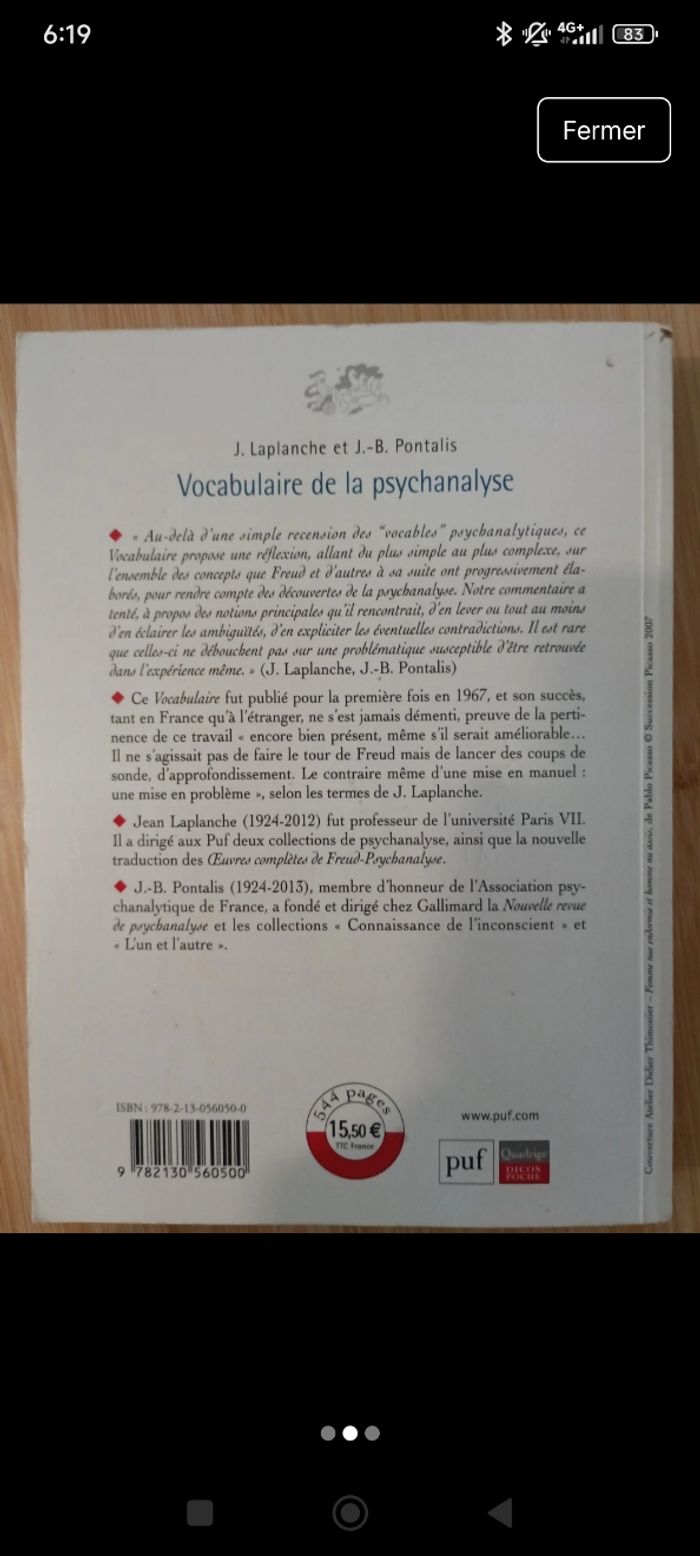 6:19
4G+
83
Fermer
J. Laplanche et J.-B. Pontalis
Vocabulaire de la psychanalyse
« Au-delà d'une simple recension des "vocables" psychanalytiques, ce
Vocabulaire propose une réflexion, allant du plus simple au plus complexe, sur
l'ensemble des concepts que Freud et d'autres à sa suite ont progressivement éla-
borés, pour rendre compte des découvertes de la psychanalyse. Notre commentaire a
tenté, à propos des notions principales qu'il rencontrait, d'en lever ou tout au moins
d'en éclairer les ambiguïtés, d'en expliciter les éventuelles contradictions. Il est rare
que celles-ci ne débouchent pas sur une problématique susceptible d'être retrouvée
dans l'expérience même. » (J. Laplanche, J.-B. Pontalis)
Ce Vocabulaire fut publié pour la première fois en 1967, et son succès,
tant en France qu'à l'étranger, ne s'est jamais démenti, preuve de la perti-
nence de ce travail « encore bien présent, même s'il serait améliorable...
Il ne s'agissait pas de faire le tour de Freud mais de lancer des coups de
sonde, d'approfondissement. Le contraire même d'une mise en manuel :
une mise en problème », selon les termes de J. Laplanche.
Jean Laplanche (1924-2012) fut professeur de l'université Paris VII.
Il a dirigé aux Puf deux collections de psychanalyse, ainsi que la nouvelle
traduction des Œuvres complètes de Freud-Psychanalyse.
J.-B. Pontalis (1924-2013), membre d'honneur de l'Association psy-
chanalytique de France, a fondé et dirigé chez Gallimard la Nouvelle revue
de psychanalyse et les collections « Connaissance de l'inconscient » et
« L'un et l'autre ».
ISBN : 978-2-13-056050-0
9 782130 560500
544 pages
15,50 €
TTC France
www.puf.com
puf
Quadrige
DICOS
POCHE
Couverture Atelier Didier Thimonier – Femme nue endormie et homme nu assis, de Pablo Picasso © Succession Picasso 2007